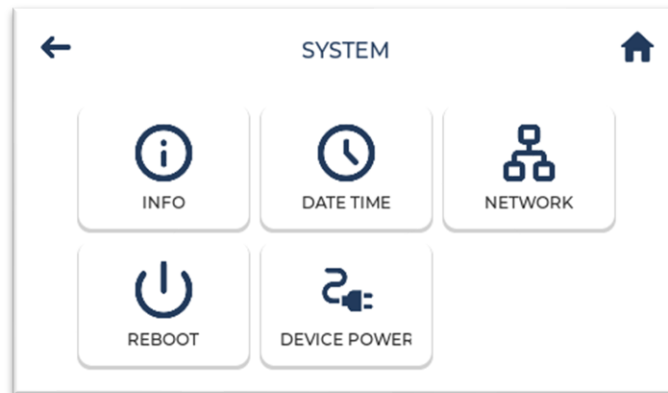 SYSTEM
INFO
DATE TIME
NETWORK
REBOOT
DEVICE POWER